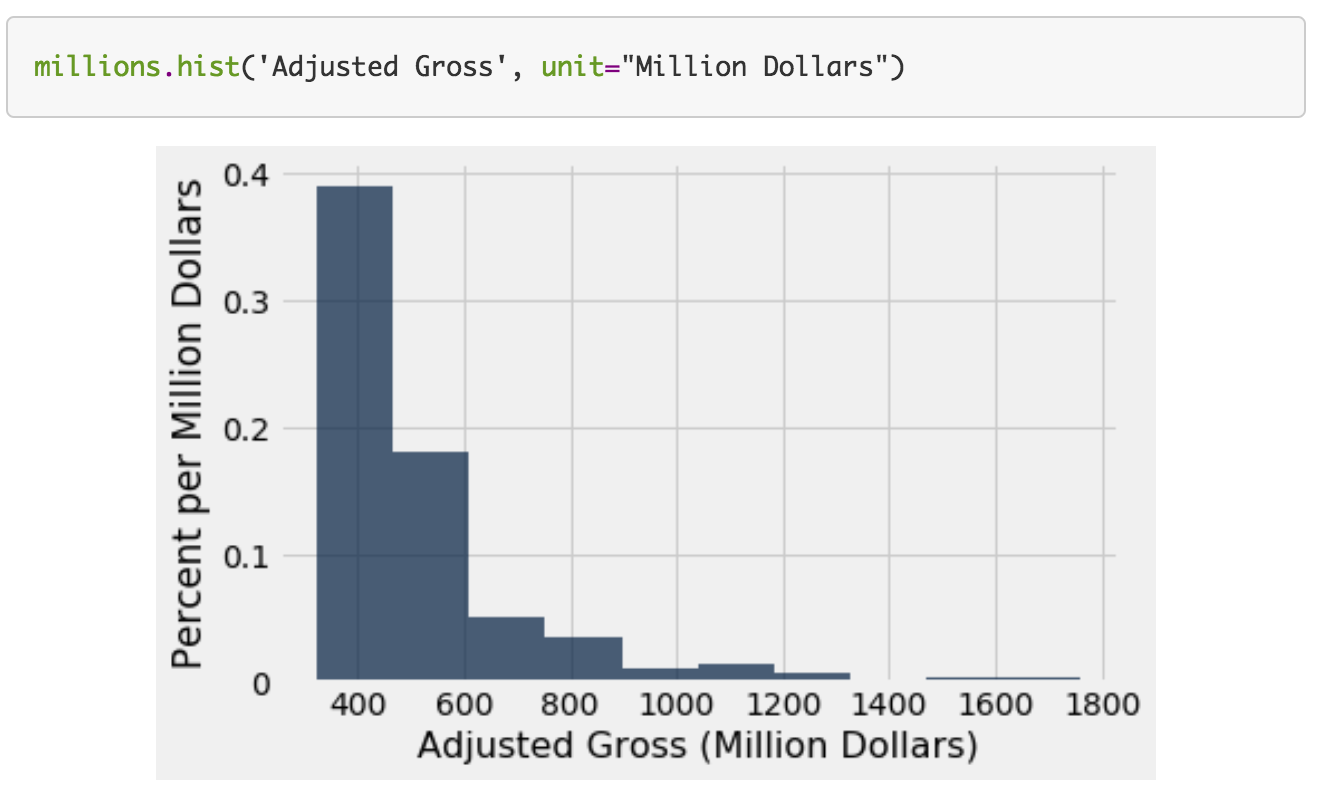 millions.hist('Adjusted Gross', unit="Million Dollars")
Percent per Million Dollars
0.4
0.3
0.2
0.1
0
400 600 800 1000 1200 1400 1600 1800
Adjusted Gross (Million Dollars)